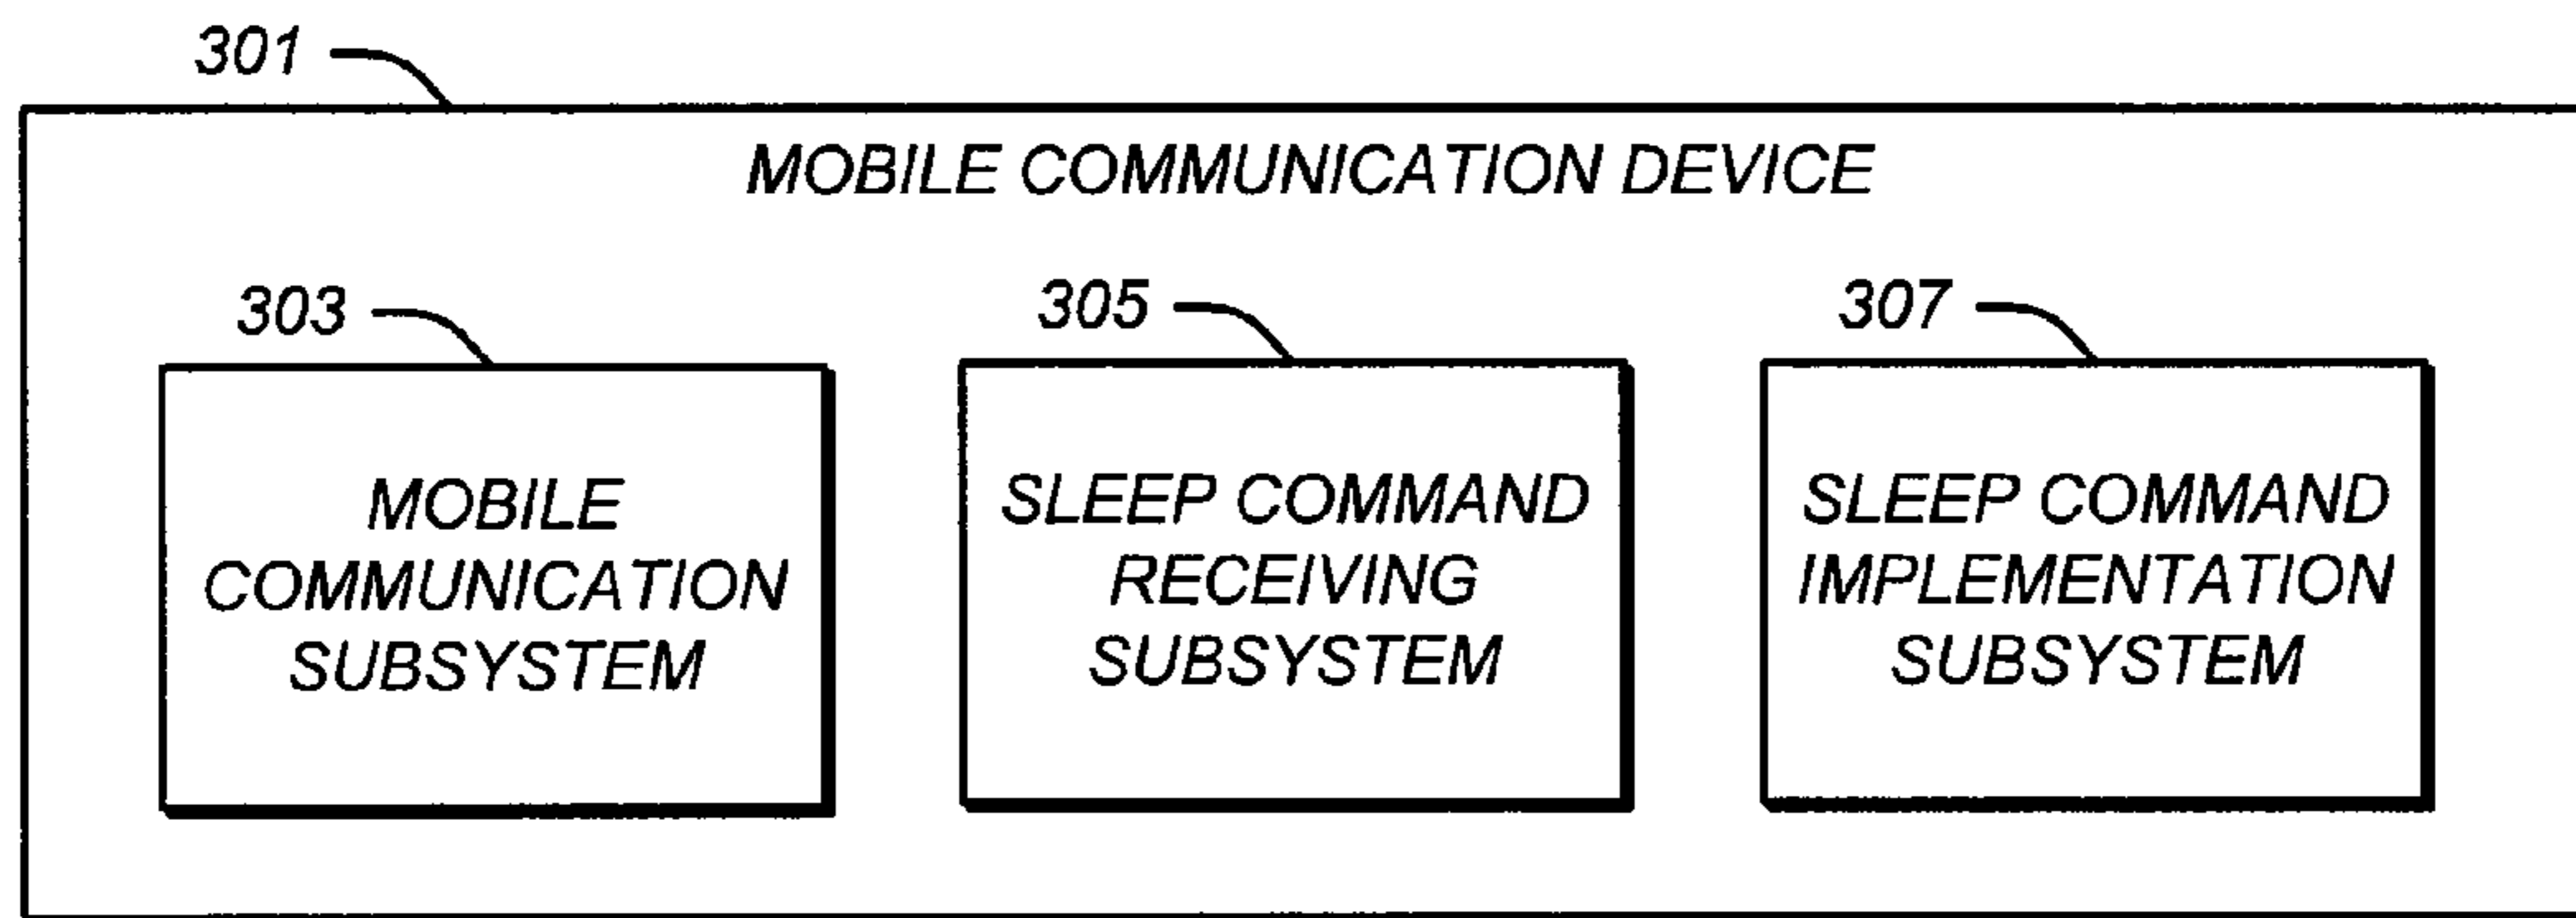 301
MOBILE COMMUNICATION DEVICE
303
MOBILE
COMMUNICATION
SUBSYSTEM
305
SLEEP COMMAND
RECEIVING
SUBSYSTEM
307
SLEEP COMMAND
IMPLEMENTATION
SUBSYSTEM